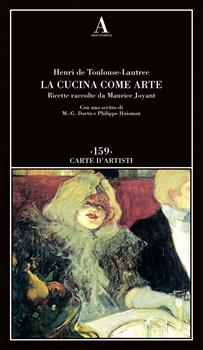 A
ABSCONDITA
Henri de Toulouse-Lautrec
LA CUCINA COME ARTE
Ricette raccolte da Maurice Joyant
Con uno scritto di
M.-G. Dortu e Philippe Huisman
·159·
CARTE D'ARTISTI